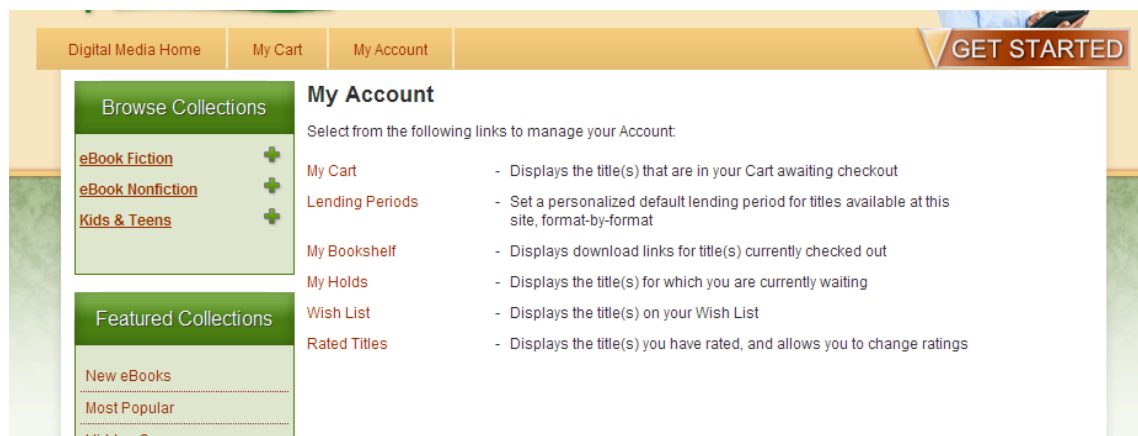 Digital Media Home My Cart My Account
GET STARTED
Browse Collections
eBook Fiction
eBook Nonfiction
Kids & Teens
Featured Collections
New eBooks
Most Popular
My Account
Select from the following links to manage your Account:
My Cart - Displays the title(s) that are in your Cart awaiting checkout
Lending Periods - Set a personalized default lending period for titles available at this
site, format-by-format
My Bookshelf - Displays download links for title(s) currently checked out
My Holds - Displays the title(s) for which you are currently waiting
Wish List - Displays the title(s) on your Wish List
Rated Titles - Displays the title(s) you have rated, and allows you to change ratings